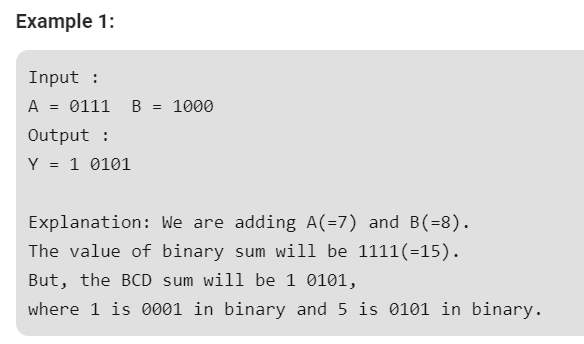 Example 1:
Input :
A = 0111  B = 1000
Output :
Y = 1 0101
Explanation: We are adding A(=7) and B(=8).
The value of binary sum will be 1111(=15).
But, the BCD sum will be 1 0101,
where 1 is 0001 in binary and 5 is 0101 in binary.